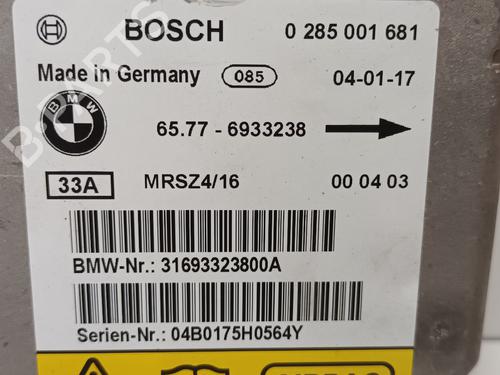 BOSCH 0 285 001 681
Made in Germany 085 04-01-17
BMW
65.77 - 6933238
33A MRSZ4/16 00 04 03
BMW-Nr.: 31693323800A
Serien-Nr.: 04B0175H0564Y
AIRBAG